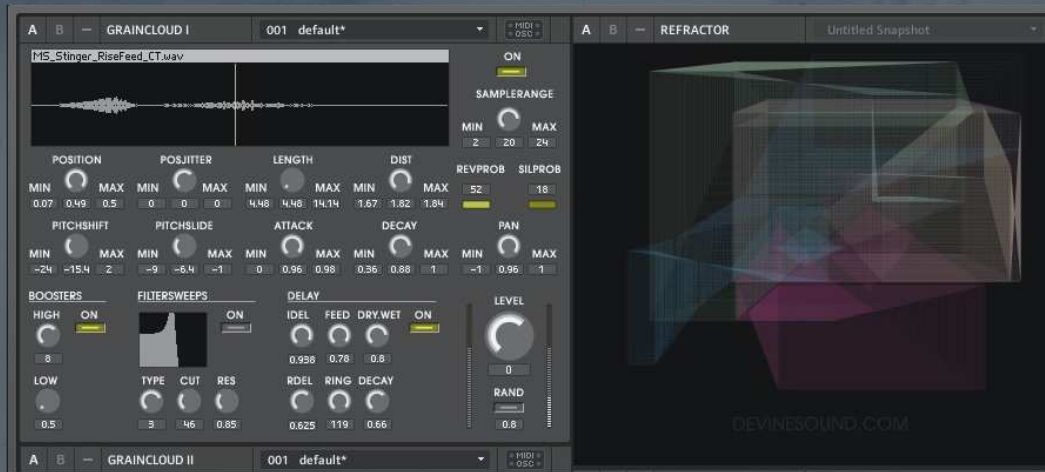 A B — GRAINCLOUD I 001 default* MIDI OSC
MS_Stinger_RiseFeed_CT.wav
ON
SAMPLERANGE
MIN MAX
2 20 24
POSITION POSJITTER LENGTH DIST REVPROB SILPROB
MIN MAX MIN MAX MIN MAX MIN MAX 52 18
0.07 0.49 0.5 0 0 0 4.48 4.48 14.14 1.67 1.82 1.84
PITCHSHIFT PITCHSLIDE ATTACK DECAY PAN
MIN MAX MIN MAX MIN MAX MIN MAX MIN MAX
-24 -15.4 2 -9 -6.4 -1 0 0.96 0.98 0.36 0.88 1 -1 0.96 1
BOOSTERS FILTERSWEEPS DELAY LEVEL
HIGH ON ON IDEL FEED DRY.WET ON
8 0.938 0.78 0.8 0
LOW TYPE CUT RES RDEL RING DECAY RAND
0.5 3 46 0.85 0.625 119 0.66 0.8
A B — GRAINCLOUD II 001 default* MIDI OSC
A B — REFRACTOR Untitled Snapshot
DEVINESOUND.COM